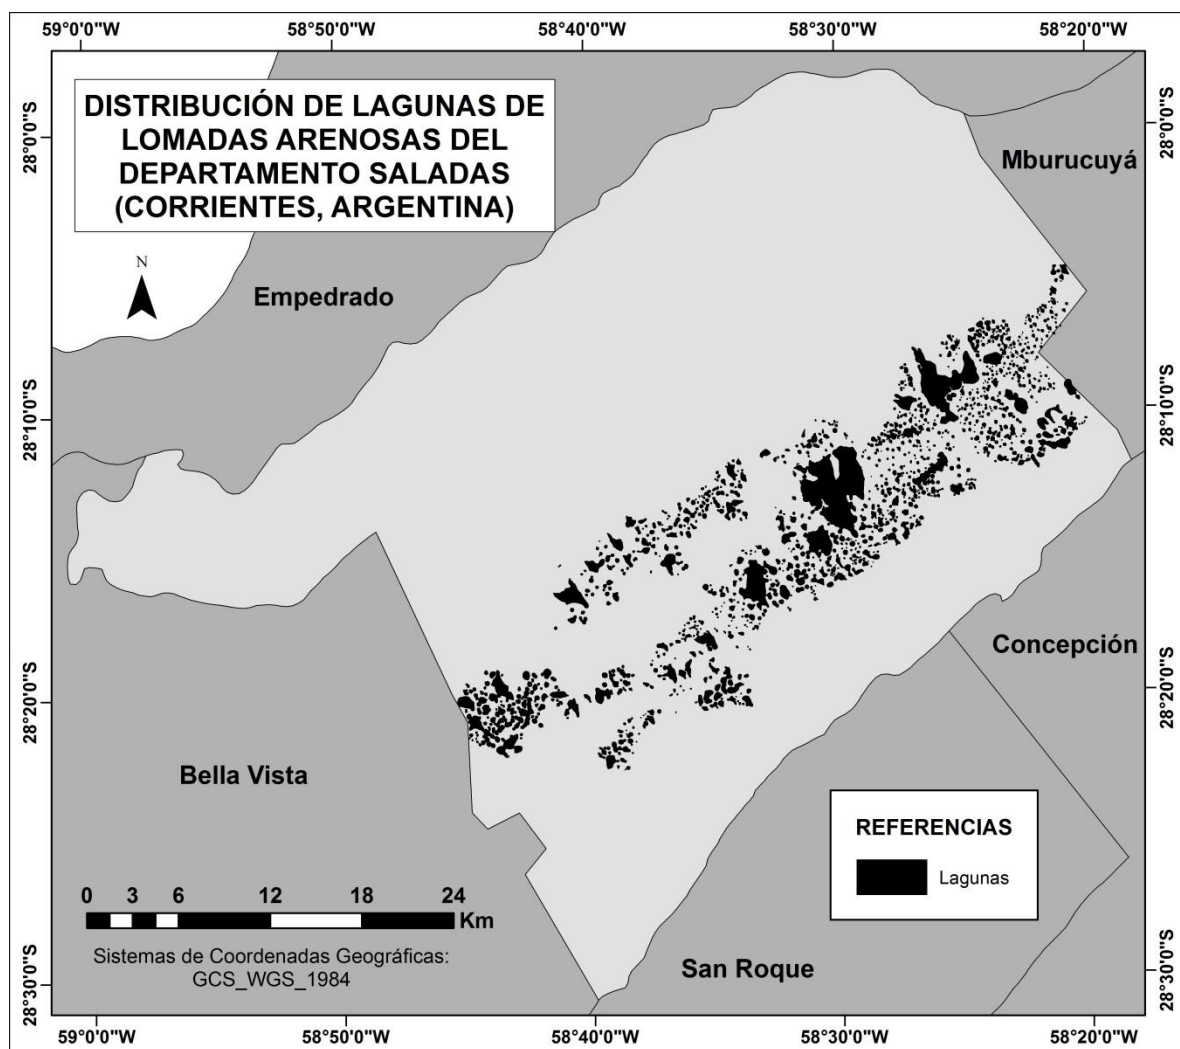 59°0'0"W 58°50'0"W 58°40'0"W 58°30'0"W 58°20'0"W
DISTRIBUCIÓN DE LAGUNAS DE
LOMADAS ARENOSAS DEL
DEPARTAMENTO SALADAS
(CORRIENTES, ARGENTINA)
28°0'0"S
28°0'0"S
Mburucuyá
N
Empedrado
28°10'0"S
28°10'0"S
Concepción
28°20'0"S
28°20'0"S
Bella Vista
REFERENCIAS
Lagunas
0 3 6 12 18 24
Km
Sistemas de Coordenadas Geográficas:
GCS_WGS_1984
San Roque
28°30'0"S
28°30'0"S
59°0'0"W 58°50'0"W 58°40'0"W 58°30'0"W 58°20'0"W